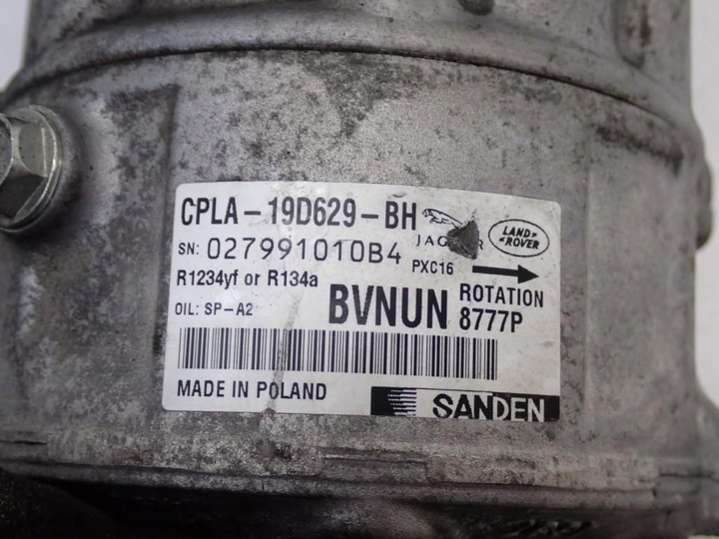 CPLA-19D629-BH
LAND ROVER
SN: 027991010B4
PXC16
R1234yf or R134a
ROTATION
OIL: SP-A2
BVNUN
8777P
MADE IN POLAND
SANDEN